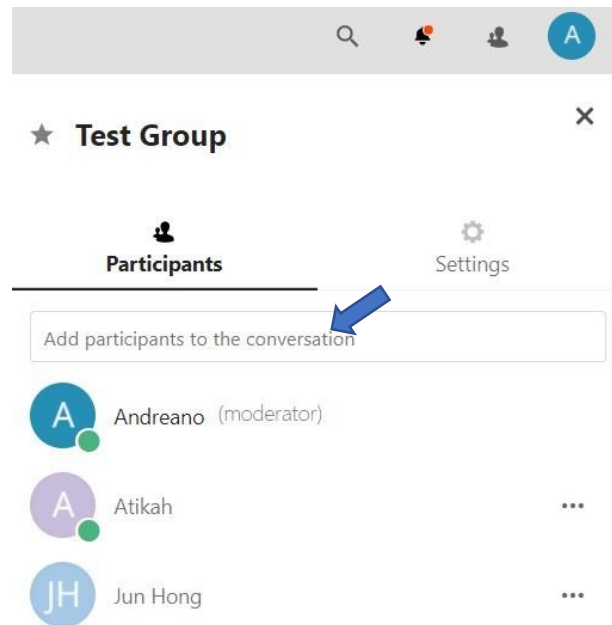 A
Test Group
Participants
Settings
Add participants to the conversation
A
Andreano (moderator)
A
Atikah
JH
Jun Hong